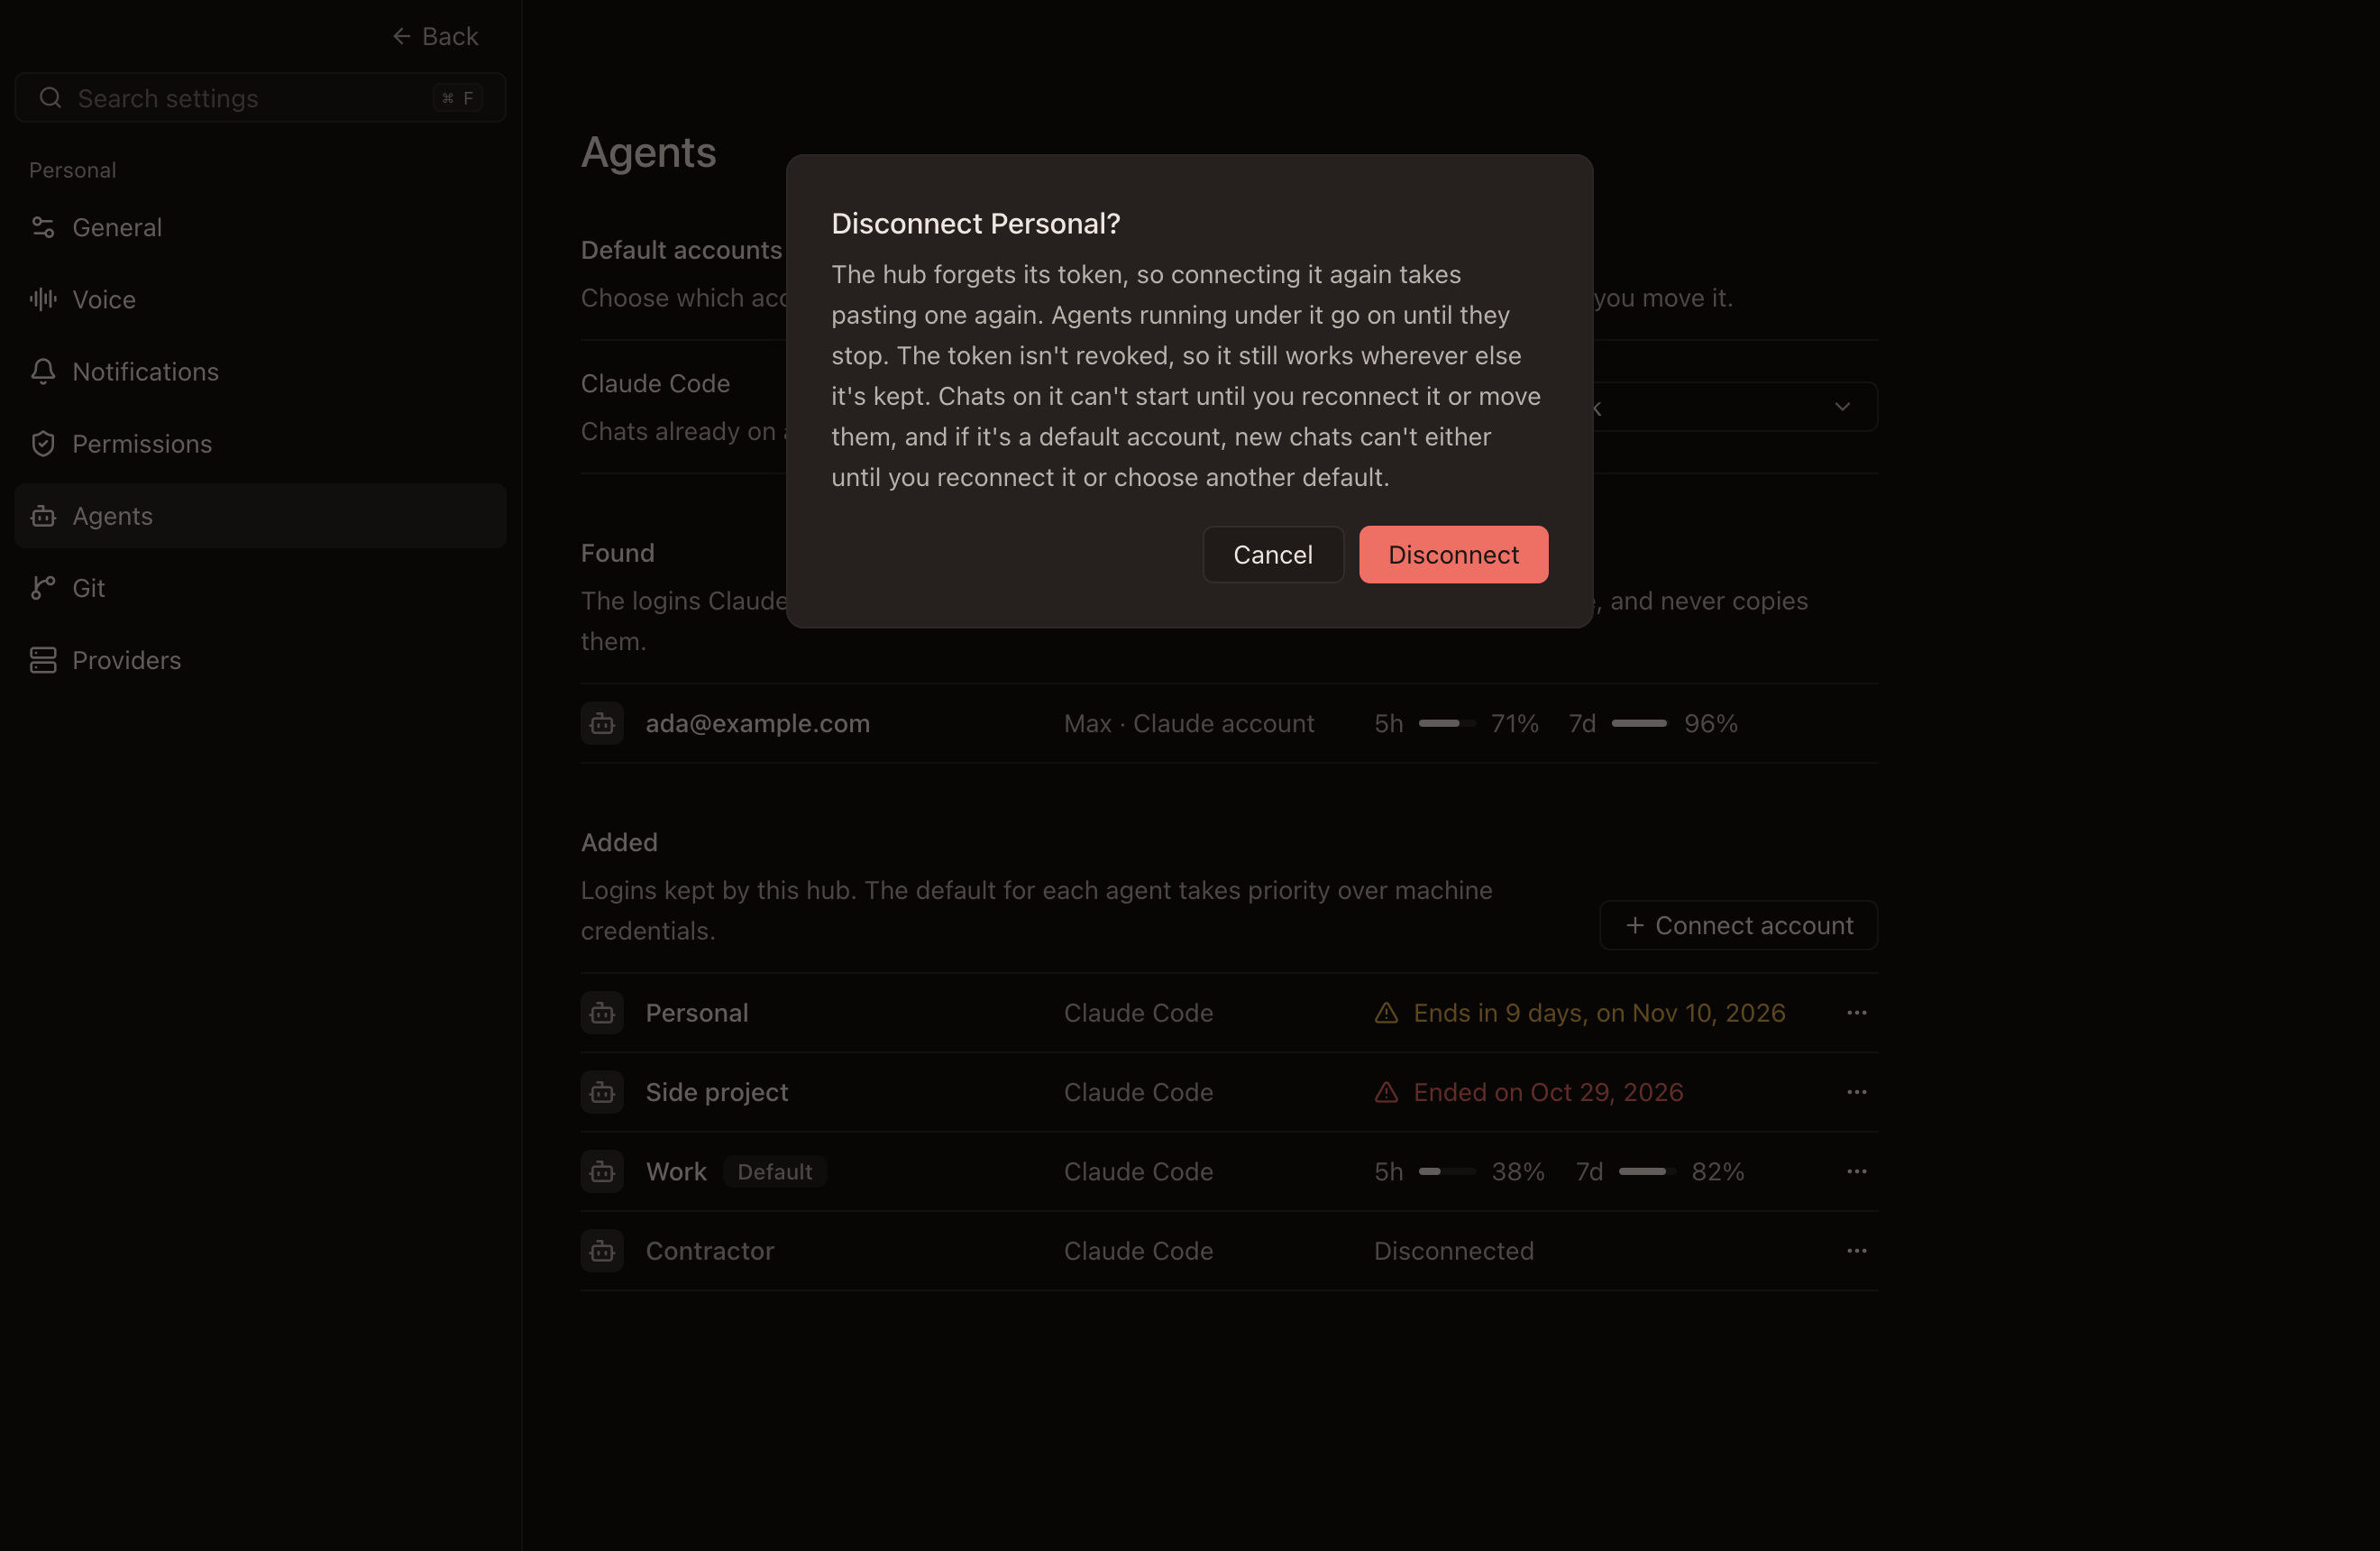 Back
Search settings
⌘ F
Personal
General
Voice
Notifications
Permissions
Agents
Git
Providers
Agents
Default accounts
Choose which acc
you move it.
Claude Code
Chats already on
Disconnect Personal?
The hub forgets its token, so connecting it again takes
pasting one again. Agents running under it go on until they
stop. The token isn't revoked, so it still works wherever else
it's kept. Chats on it can't start until you reconnect it or move
them, and if it's a default account, new chats can't either
until you reconnect it or choose another default.
Cancel
Disconnect
Found
The logins Claude
, and never copies
them.
ada@example.com
Max · Claude account
5h 71% 7d 96%
Added
Logins kept by this hub. The default for each agent takes priority over machine
credentials.
+ Connect account
Personal
Claude Code
Ends in 9 days, on Nov 10, 2026
Side project
Claude Code
Ended on Oct 29, 2026
Work
Default
Claude Code
5h 38% 7d 82%
Contractor
Claude Code
Disconnected